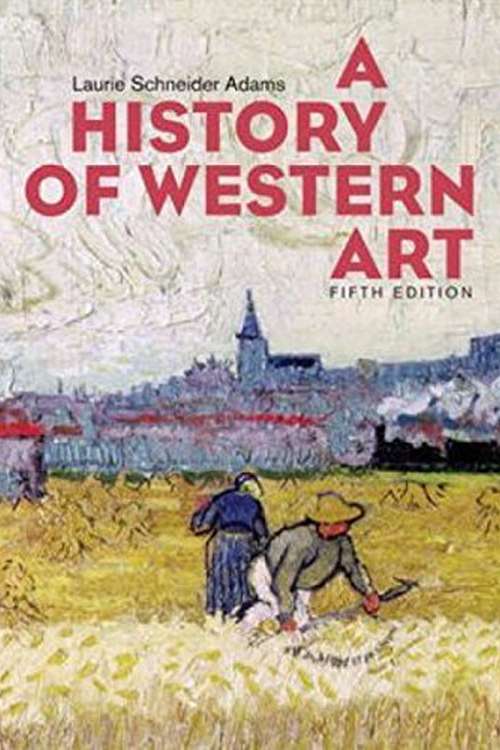 Laurie Schneider Adams
A
HISTORY
OF WESTERN
ART
FIFTH EDITION